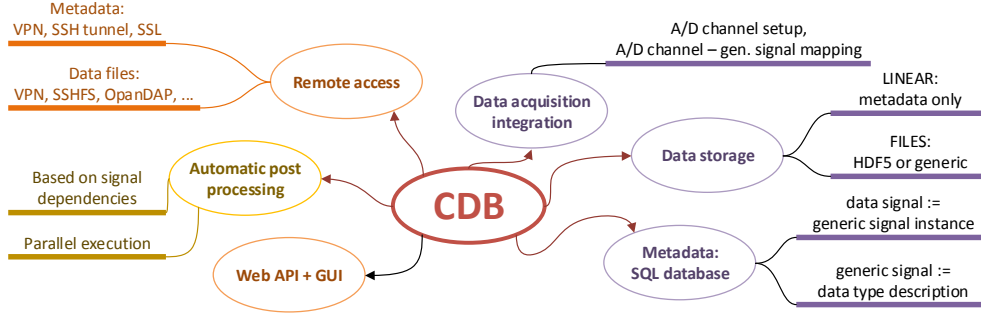 Metadata:
VPN, SSH tunnel, SSL
Data files:
VPN, SSHFS, OpanDAP, ...
Remote access
Based on signal
dependencies
Parallel execution
Automatic post
processing
Web API + GUI
CDB
A/D channel setup,
A/D channel – gen. signal mapping
Data acquisition
integration
Data storage
LINEAR:
metadata only
FILES:
HDF5 or generic
Metadata:
SQL database
data signal :=
generic signal instance
generic signal :=
data type description